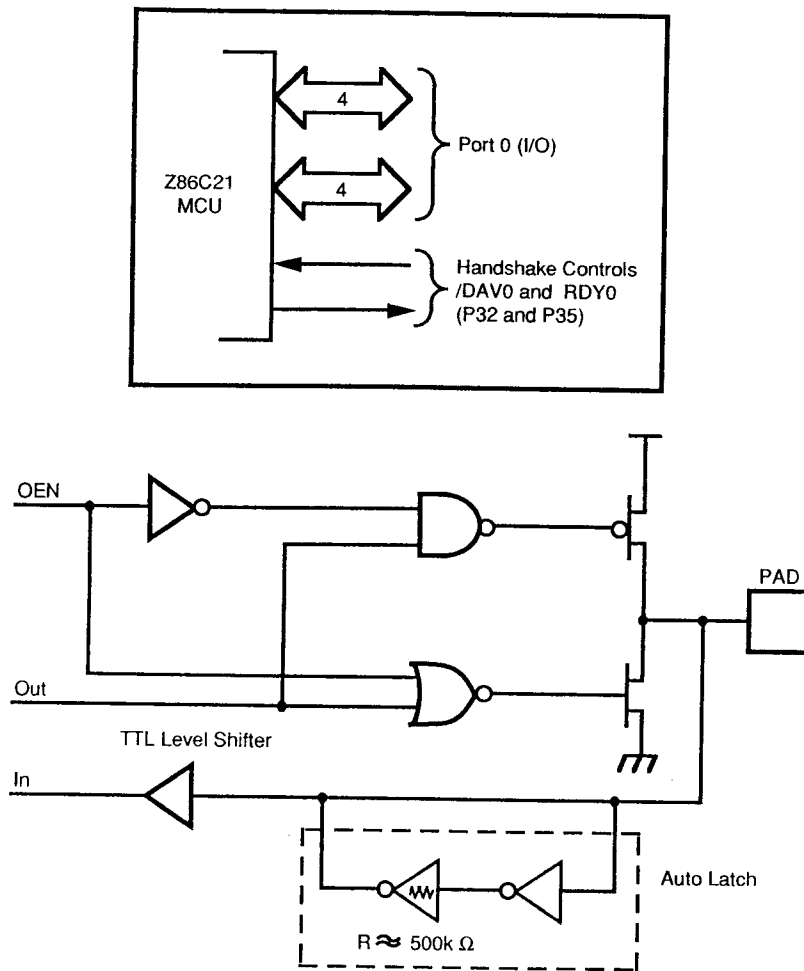 4
Port 0 (I/O)
Z86C21
MCU
4
Handshake Controls
/DAV0 and RDY0
(P32 and P35)
OEN
PAD
Out
TTL Level Shifter
In
Auto Latch
R ≈ 500k Ω